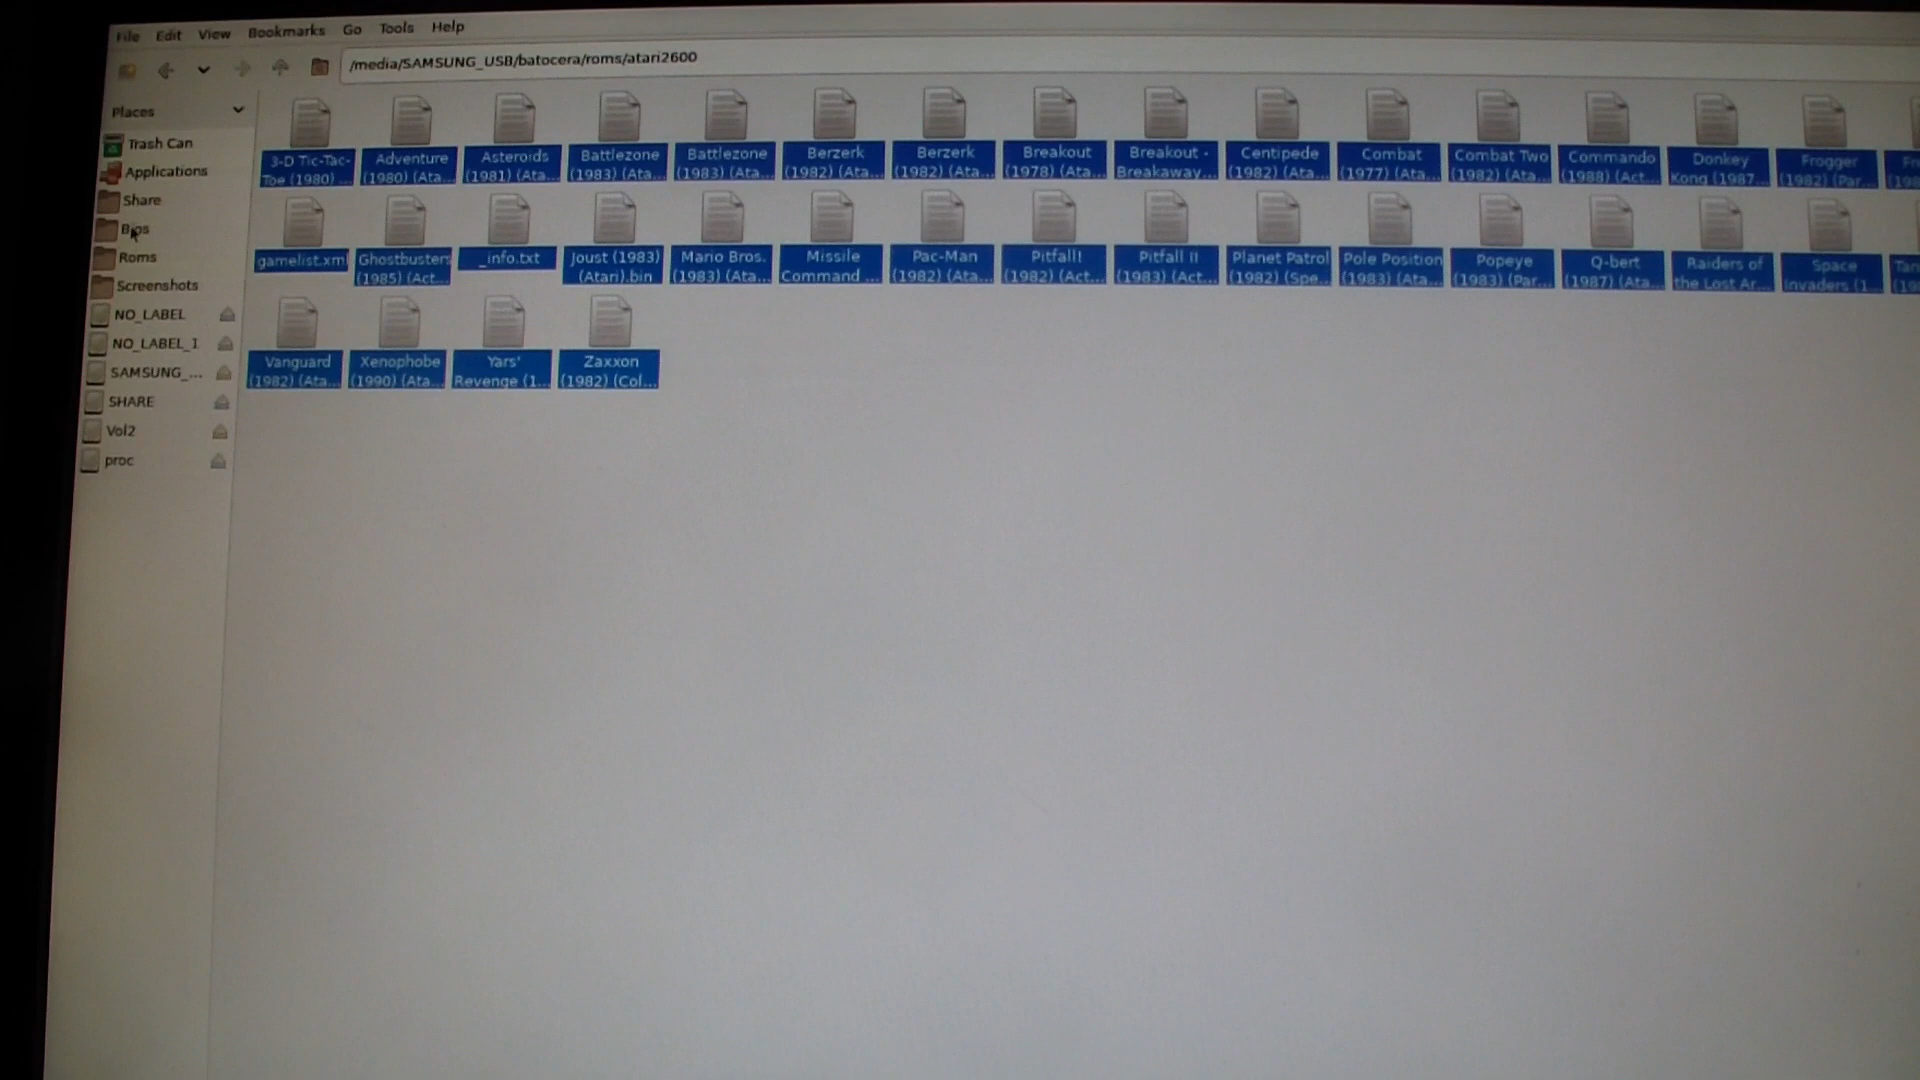 File Edit View Bookmarks Go Tools Help
/media/SAMSUNG_USB/batocera/roms/atari2600
Places
Trash Can
Applications
Share
Bios
Roms
Screenshots
NO_LABEL
NO_LABEL_1
SAMSUNG_...
SHARE
Vol2
proc
3-D Tic-Tac-
Toe (1980) ...
Adventure
(1980) (Ata...
Asteroids
(1981) (Ata...
Battlezone
(1983) (Ata...
Battlezone
(1983) (Ata...
Berzerk
(1982) (Ata...
Berzerk
(1982) (Ata...
Breakout
(1978) (Ata...
Breakout -
Breakaway...
Centipede
(1982) (Ata...
Combat
(1977) (Ata...
Combat Two
(1982) (Ata...
Commando
(1988) (Act...
Donkey
Kong (1987...
Frogger
(1982) (Par...
gamelist.xml
Ghostbusters
(1985) (Act...
_info.txt
Joust (1983)
(Atari).bin
Mario Bros.
(1983) (Ata...
Missile
Command ...
Pac-Man
(1982) (Ata...
Pitfall!
(1982) (Act...
Pitfall II
(1983) (Act...
Planet Patrol
(1982) (Spe...
Pole Position
(1983) (Ata...
Popeye
(1983) (Par...
Q-bert
(1987) (Ata...
Raiders of
the Lost Ar...
Space
Invaders (1...
Vanguard
(1982) (Ata...
Xenophobe
(1990) (Ata...
Yars'
Revenge (1...
Zaxxon
(1982) (Col...